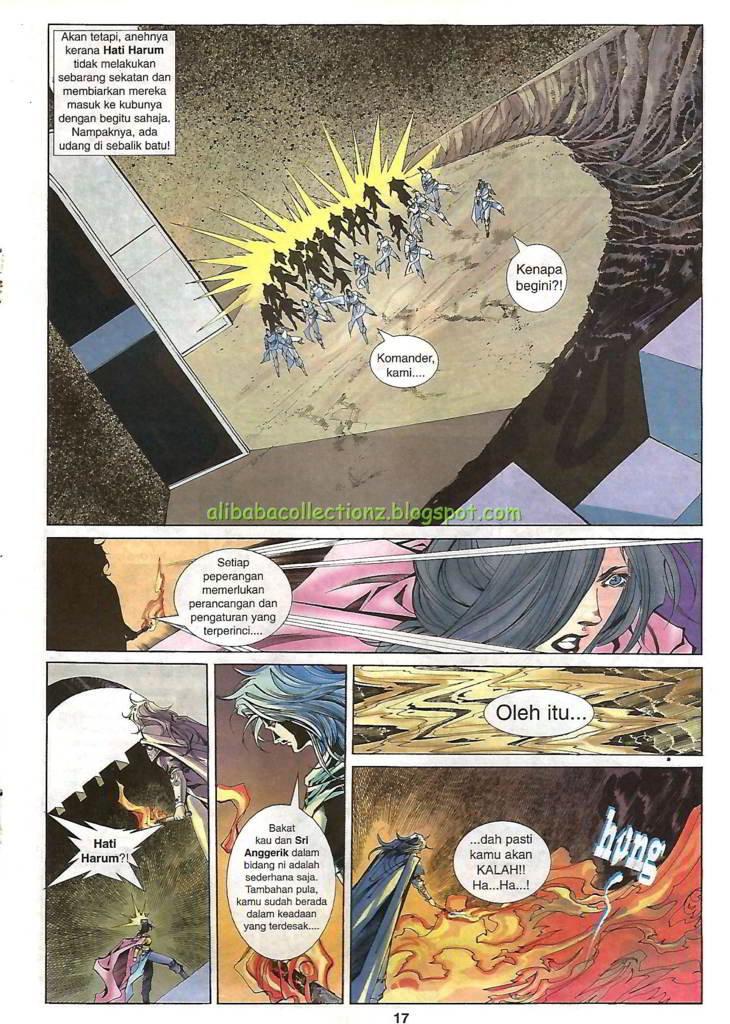 Akan tetapi, anehnya
kerana Hati Harum
tidak melakukan
sebarang sekatan dan
membiarkan mereka
masuk ke kubunya
dengan begitu sahaja.
Nampaknya, ada
udang di sebalik batu!
Kenapa
begini?!
Komander,
kami....
alibabacollectionz.blogspot.com
Setiap
peperangan
memerlukan
perancangan dan
pengaturan yang
terperinci....
Hati
Harum?!
Bakat
kau dan Sri
Anggerik dalam
bidang ni adalah
sederhana saja.
Tambahan pula,
kamu sudah berada
dalam keadaan
yang terdesak....
Oleh itu...
...dah pasti
kamu akan
KALAH!!
Ha...Ha...!
hung
17